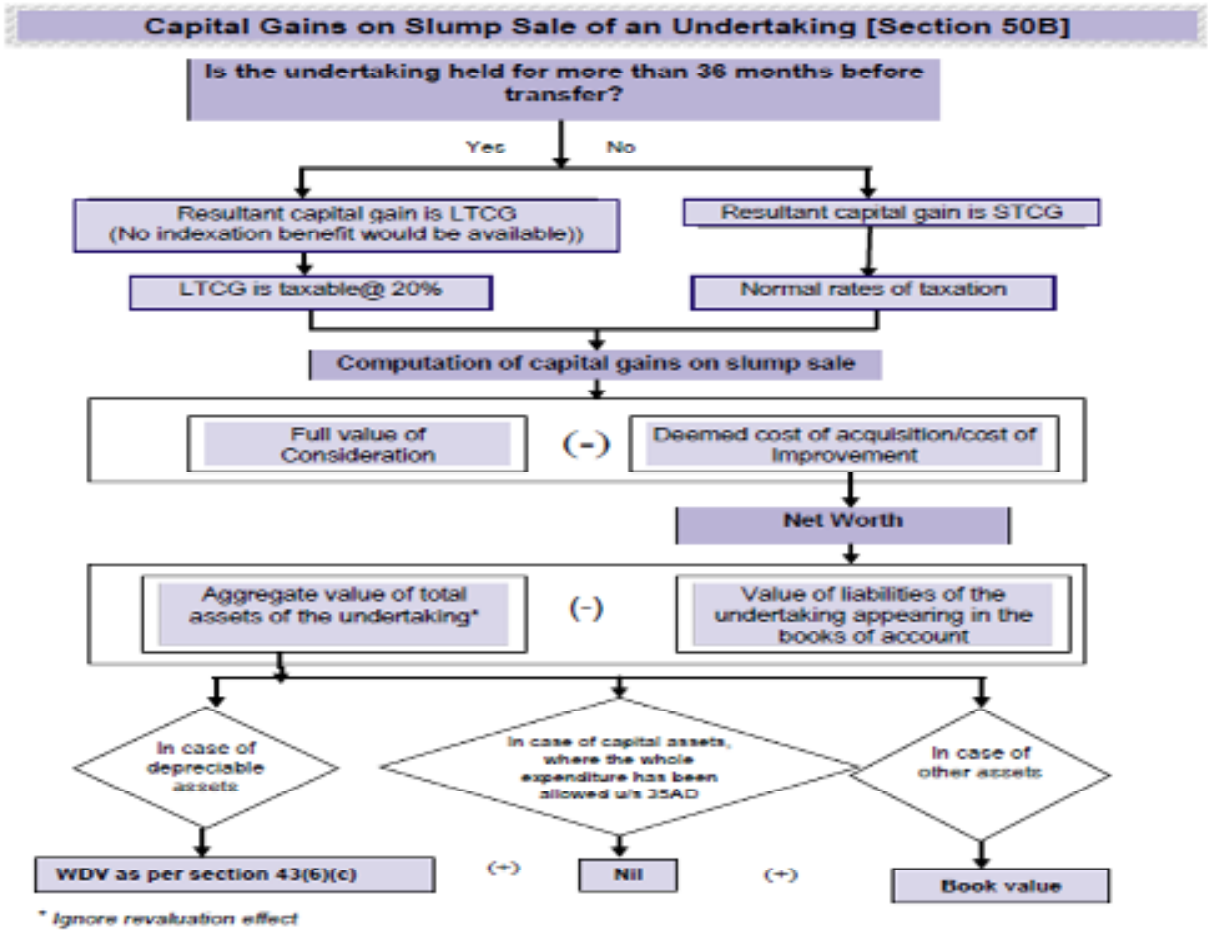 Capital Gains on Slump Sale of an Undertaking [Section 50B]
Is the undertaking held for more than 36 months before
transfer?
Yes
No
Resultant capital gain is LTCG
(No indexation benefit would be available))
Resultant capital gain is STCG
LTCG is taxable@ 20%
Normal rates of taxation
Computation of capital gains on slump sale
Full value of
Consideration
(-)
Deemed cost of acquisition/cost of
Improvement
Net Worth
Aggregate value of total
assets of the undertaking*
(-)
Value of liabilities of the
undertaking appearing in the
books of account
In case of
depreciable
assets
In case of capital assets,
where the whole
expenditure has been
allowed u/s 35AD
In case of
other assets
WDV as per section 43(6)(c)
(+)
Nil
(+)
Book value
* Ignore revaluation effect